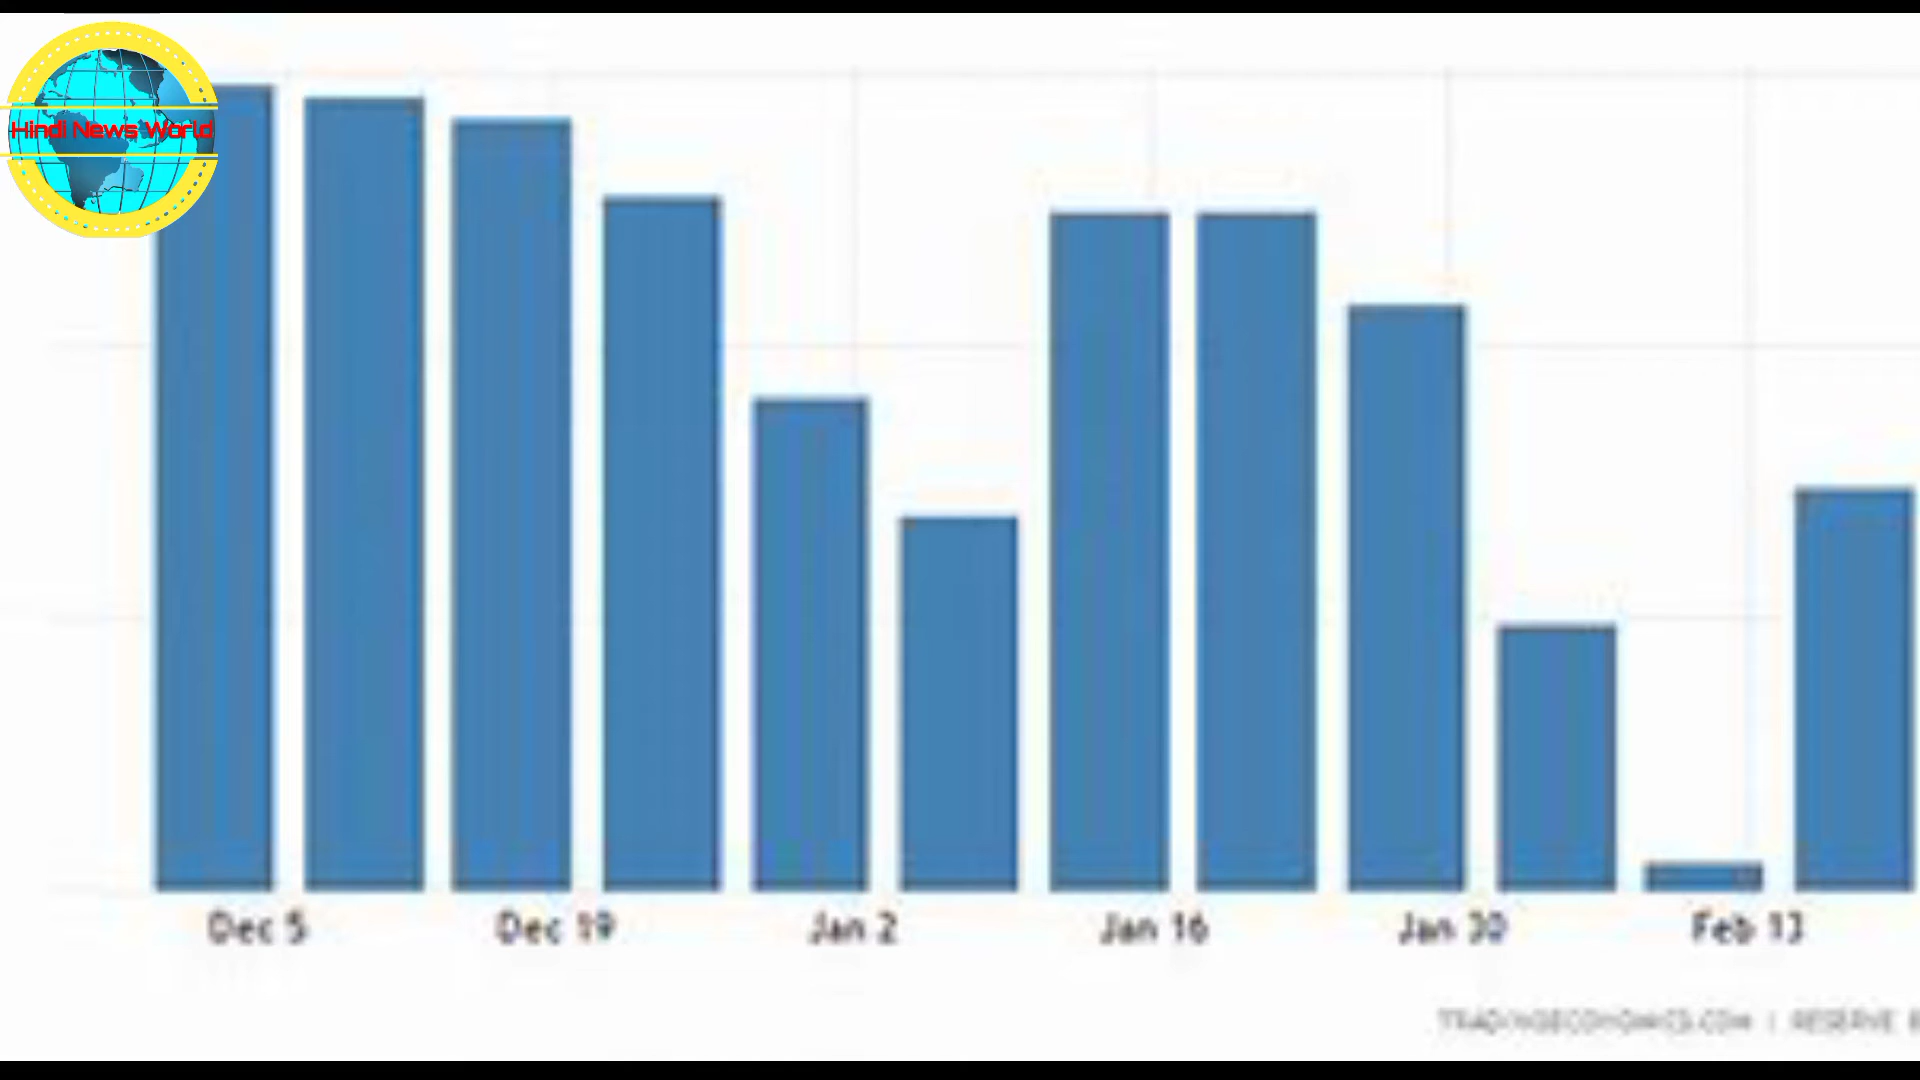 Hindi News World
Dec 5 Dec 19 Jan 2 Jan 16 Jan 30 Feb 13
TRADINGECONOMICS.COM | RESERVE